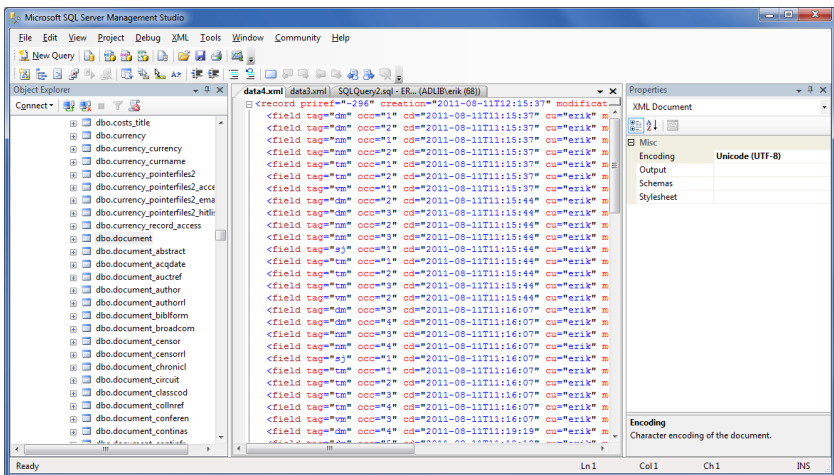 Microsoft SQL Server Management Studio
File Edit View Project Debug XML Tools Window Community Help
New Query
Object Explorer
Connect
dbo.costs_title
dbo.currency
dbo.currency_currency
dbo.currency_currname
dbo.currency_pointerfiles2
dbo.currency_pointerfiles2_acce
dbo.currency_pointerfiles2_ema
dbo.currency_pointerfiles2_hitli
dbo.currency_record_access
dbo.document
dbo.document_abstract
dbo.document_acqdate
dbo.document_auctref
dbo.document_author
dbo.document_authorrl
dbo.document_biblform
dbo.document_broadcom
dbo.document_censor
dbo.document_censorrl
dbo.document_chronicl
dbo.document_circuit
dbo.document_classcod
dbo.document_collnref
dbo.document_conferen
dbo.document_continas
data4.xml data3.xml SQLQuery2.sql - ER... (ADLIB\erik (68))
<record priref="-296" creation="2011-08-11T12:15:37" modificat
<field tag="dm" occ="1" cd="2011-08-11T11:15:37" cu="erik" m
<field tag="dm" occ="2" cd="2011-08-11T11:15:37" cu="erik" m
<field tag="nm" occ="1" cd="2011-08-11T11:15:37" cu="erik" m
<field tag="nm" occ="2" cd="2011-08-11T11:15:37" cu="erik" m
<field tag="tm" occ="1" cd="2011-08-11T11:15:37" cu="erik" m
<field tag="tm" occ="2" cd="2011-08-11T11:15:37" cu="erik" m
<field tag="vm" occ="1" cd="2011-08-11T11:15:37" cu="erik" m
<field tag="dm" occ="2" cd="2011-08-11T11:15:44" cu="erik" m
<field tag="dm" occ="3" cd="2011-08-11T11:15:44" cu="erik" m
<field tag="nm" occ="2" cd="2011-08-11T11:15:44" cu="erik" m
<field tag="nm" occ="3" cd="2011-08-11T11:15:44" cu="erik" m
<field tag="sj" occ="1" cd="2011-08-11T11:15:44" cu="erik" m
<field tag="tm" occ="2" cd="2011-08-11T11:15:44" cu="erik" m
<field tag="tm" occ="3" cd="2011-08-11T11:15:44" cu="erik" m
<field tag="vm" occ="2" cd="2011-08-11T11:15:44" cu="erik" m
<field tag="dm" occ="3" cd="2011-08-11T11:16:07" cu="erik" m
<field tag="dm" occ="4" cd="2011-08-11T11:16:07" cu="erik" m
<field tag="nm" occ="3" cd="2011-08-11T11:16:07" cu="erik" m
<field tag="nm" occ="4" cd="2011-08-11T11:16:07" cu="erik" m
<field tag="sj" occ="1" cd="2011-08-11T11:16:07" cu="erik" m
<field tag="tm" occ="2" cd="2011-08-11T11:16:07" cu="erik" m
<field tag="tm" occ="3" cd="2011-08-11T11:16:07" cu="erik" m
<field tag="tm" occ="4" cd="2011-08-11T11:16:07" cu="erik" m
<field tag="vm" occ="3" cd="2011-08-11T11:16:07" cu="erik" m
<field tag="dm" occ="4" cd="2011-08-11T11:19:19" cu="erik" m
Properties
XML Document
Misc
Encoding Unicode (UTF-8)
Output
Schemas
Stylesheet
Encoding
Character encoding of the document.
Ready Ln 1 Col 1 Ch 1 INS